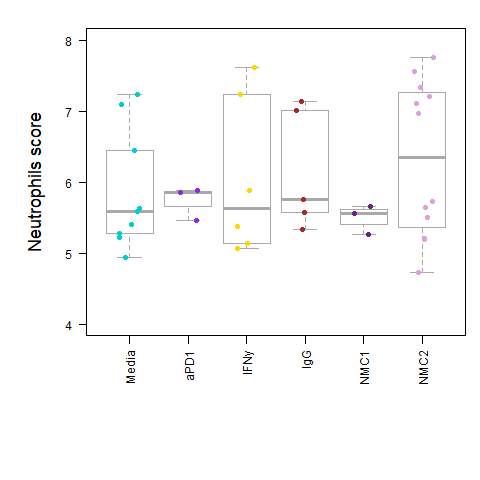 Neutrophils score
8
7
6
5
4
Media
aPD1
IFNy
IgG
NMC1
NMC2